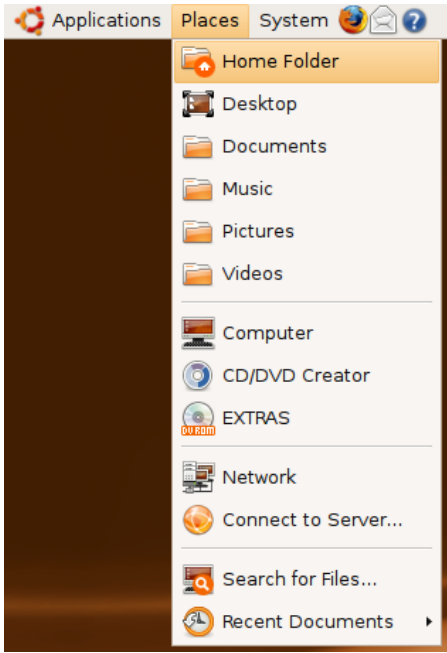 Applications Places System
Home Folder
Desktop
Documents
Music
Pictures
Videos
Computer
CD/DVD Creator
EXTRAS
Network
Connect to Server...
Search for Files...
Recent Documents